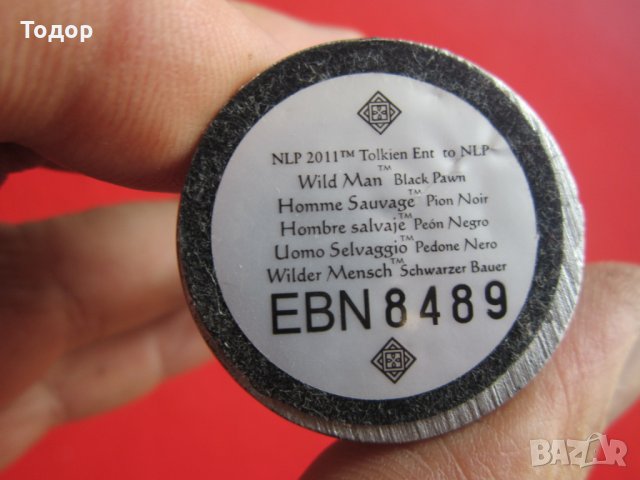 Тодор
NLP 2011™ Tolkien Ent to NLP
Wild Man™ Black Pawn
Homme Sauvage™ Pion Noir
Hombre salvaje™ Peón Negro
Uomo Selvaggio™ Pedone Nero
Wilder Mensch™ Schwarzer Bauer
EBN 8489
BAZAR